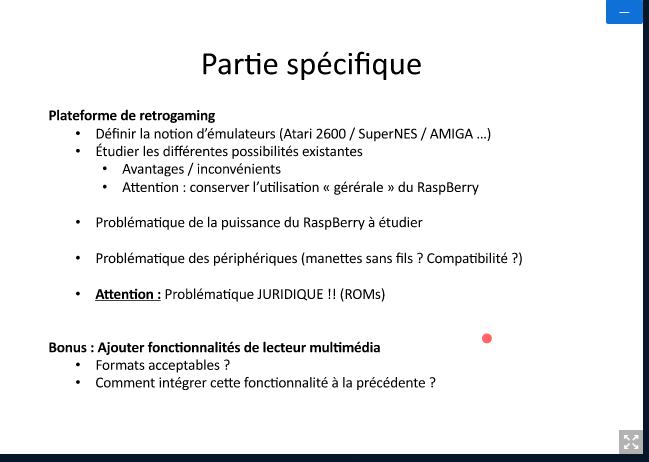 Partie spécifique
Plateforme de retrogaming
• Définir la notion d'émulateurs (Atari 2600 / SuperNES / AMIGA ...)
• Étudier les différentes possibilités existantes
• Avantages / inconvénients
• Attention : conserver l'utilisation « gérérale » du RaspBerry
• Problématique de la puissance du RaspBerry à étudier
• Problématique des périphériques (manettes sans fils ? Compatibilité ?)
• Attention : Problématique JURIDIQUE !! (ROMs)
Bonus : Ajouter fonctionnalités de lecteur multimédia
• Formats acceptables ?
• Comment intégrer cette fonctionnalité à la précédente ?